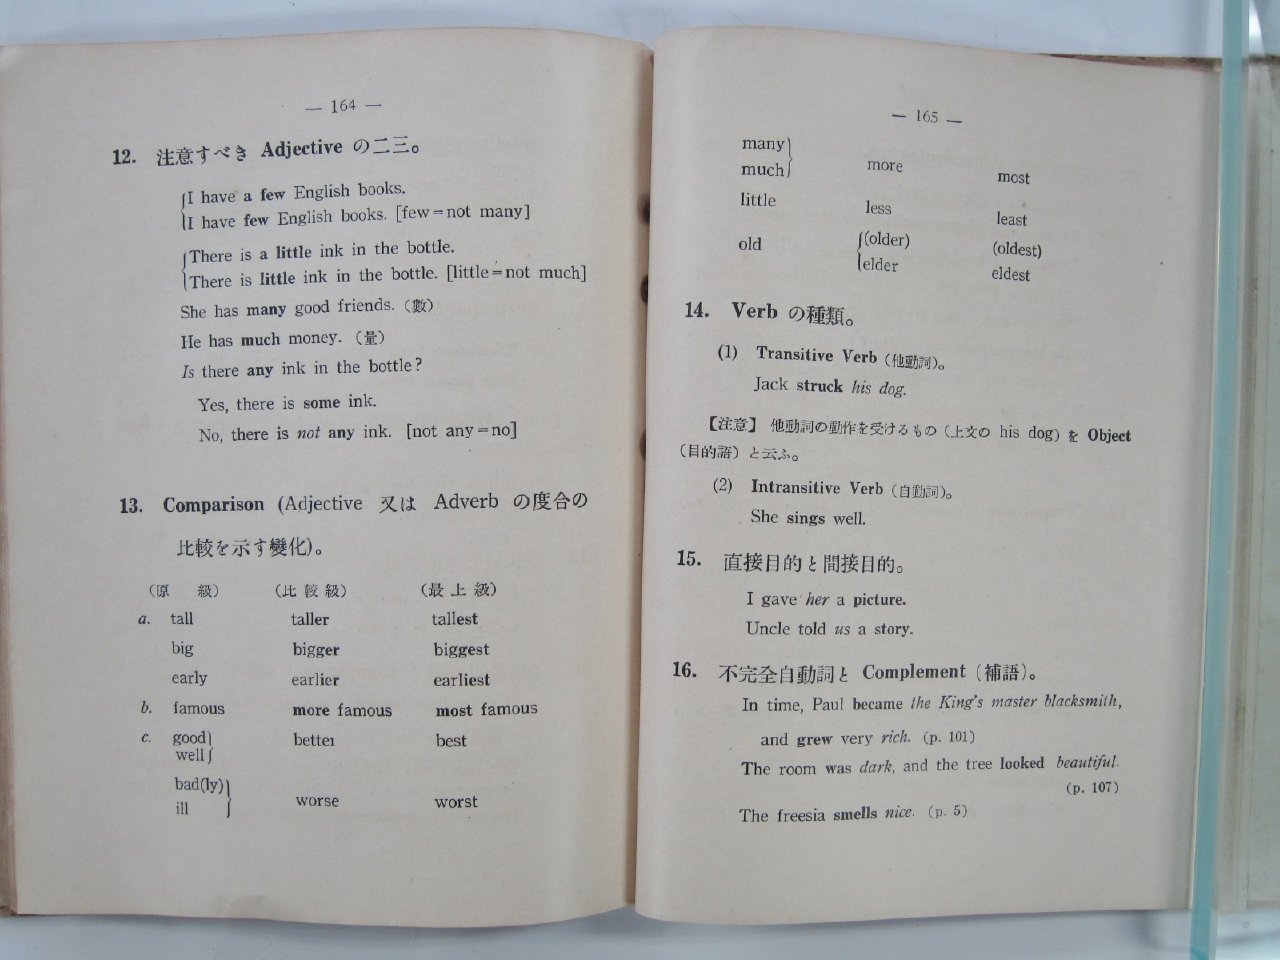 — 164 —
12. 注意すべき Adjective の二三。
I have a few English books.
I have few English books. [few=not many]
There is a little ink in the bottle.
There is little ink in the bottle. [little=not much]
She has many good friends. (數)
He has much money. (量)
Is there any ink in the bottle?
Yes, there is some ink.
No, there is not any ink. [not any=no]
13. Comparison (Adjective 又は Adverb の度合の
比較を示す變化)。
(原 級) (比較級) (最上級)
a. tall taller tallest
big bigger biggest
early earlier earliest
b. famous more famous most famous
c. good better best
well
bad(ly)
ill worse worst
— 165 —
many
much more most
little less least
old (older) (oldest)
elder eldest
14. Verb の種類。
(1) Transitive Verb (他動詞)。
Jack struck his dog.
【注意】 他動詞の動作を受けるもの (上文の his dog) を Object
(目的語) と云ふ。
(2) Intransitive Verb (自動詞)。
She sings well.
15. 直接目的と間接目的。
I gave her a picture.
Uncle told us a story.
16. 不完全自動詞と Complement (補語)。
In time, Paul became the King's master blacksmith,
and grew very rich. (p. 101)
The room was dark, and the tree looked beautiful.
(p. 107)
The freesia smells nice. (p. 5)